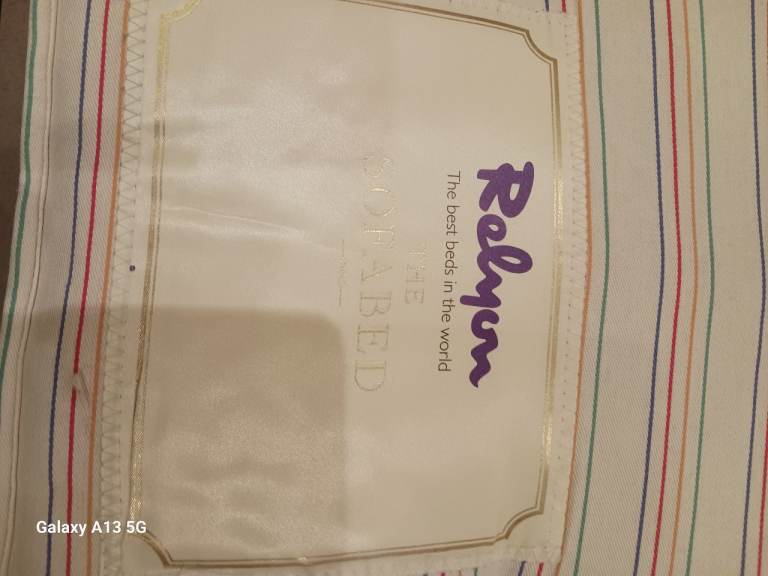 Relyon
The best beds in the world
THE
SOFABED
Galaxy A13 5G